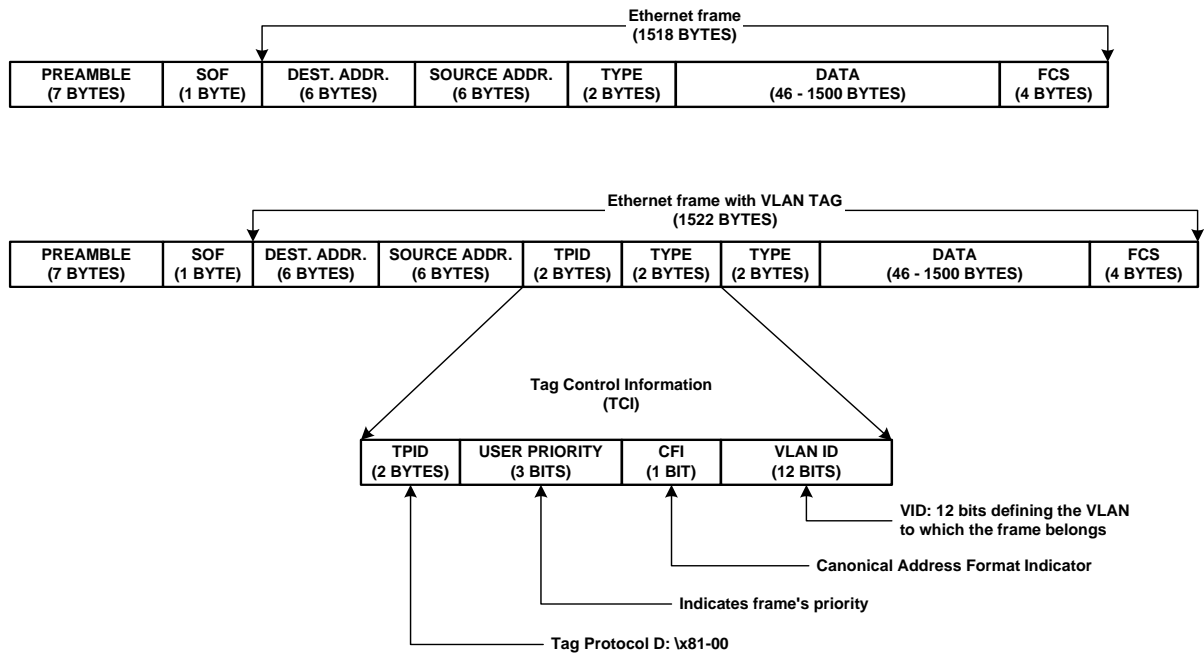 Ethernet frame
(1518 BYTES)
PREAMBLE
(7 BYTES)
SOF
(1 BYTE)
DEST. ADDR.
(6 BYTES)
SOURCE ADDR.
(6 BYTES)
TYPE
(2 BYTES)
DATA
(46 - 1500 BYTES)
FCS
(4 BYTES)
Ethernet frame with VLAN TAG
(1522 BYTES)
PREAMBLE
(7 BYTES)
SOF
(1 BYTE)
DEST. ADDR.
(6 BYTES)
SOURCE ADDR.
(6 BYTES)
TPID
(2 BYTES)
TYPE
(2 BYTES)
TYPE
(2 BYTES)
DATA
(46 - 1500 BYTES)
FCS
(4 BYTES)
Tag Control Information
(TCI)
TPID
(2 BYTES)
USER PRIORITY
(3 BITS)
CFI
(1 BIT)
VLAN ID
(12 BITS)
VID: 12 bits defining the VLAN
to which the frame belongs
Canonical Address Format Indicator
Indicates frame's priority
Tag Protocol D: \x81-00